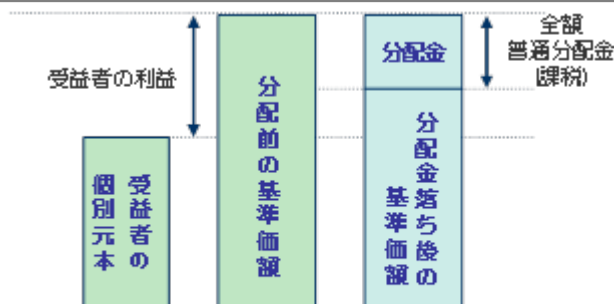 受益者の利益
受益者の
個別元本
分配前の基準価額
分配金
分配金落ち後の
基準価額
全額
普通分配金
(課税)